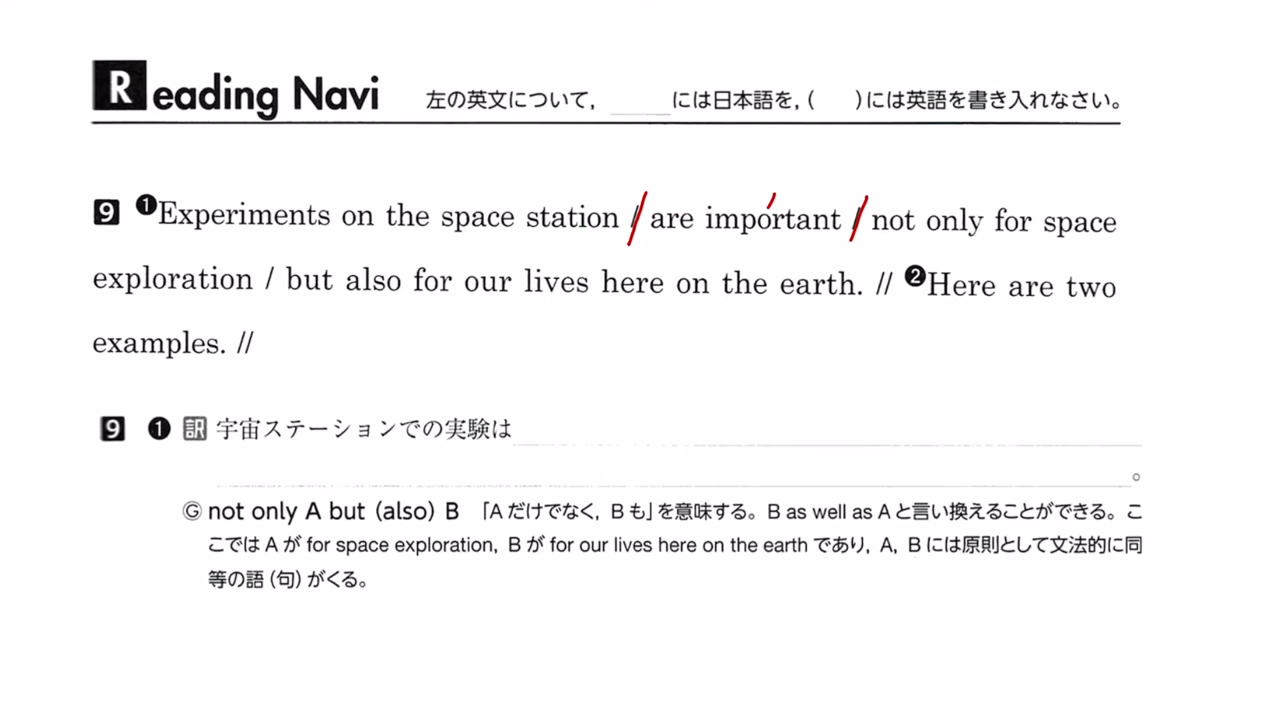 Reading Navi 左の英文について，＿＿＿には日本語を，(　　)には英語を書き入れなさい。
9 ❶Experiments on the space station / are important / not only for space
exploration / but also for our lives here on the earth. // ❷Here are two
examples. //
9 ❶ 訳 宇宙ステーションでの実験は
。
Ⓖ not only A but (also) B 「A だけでなく，B も」を意味する。B as well as A と言い換えることができる。こ
こでは A が for space exploration，B が for our lives here on the earth であり，A，B には原則として文法的に同
等の語(句)がくる。